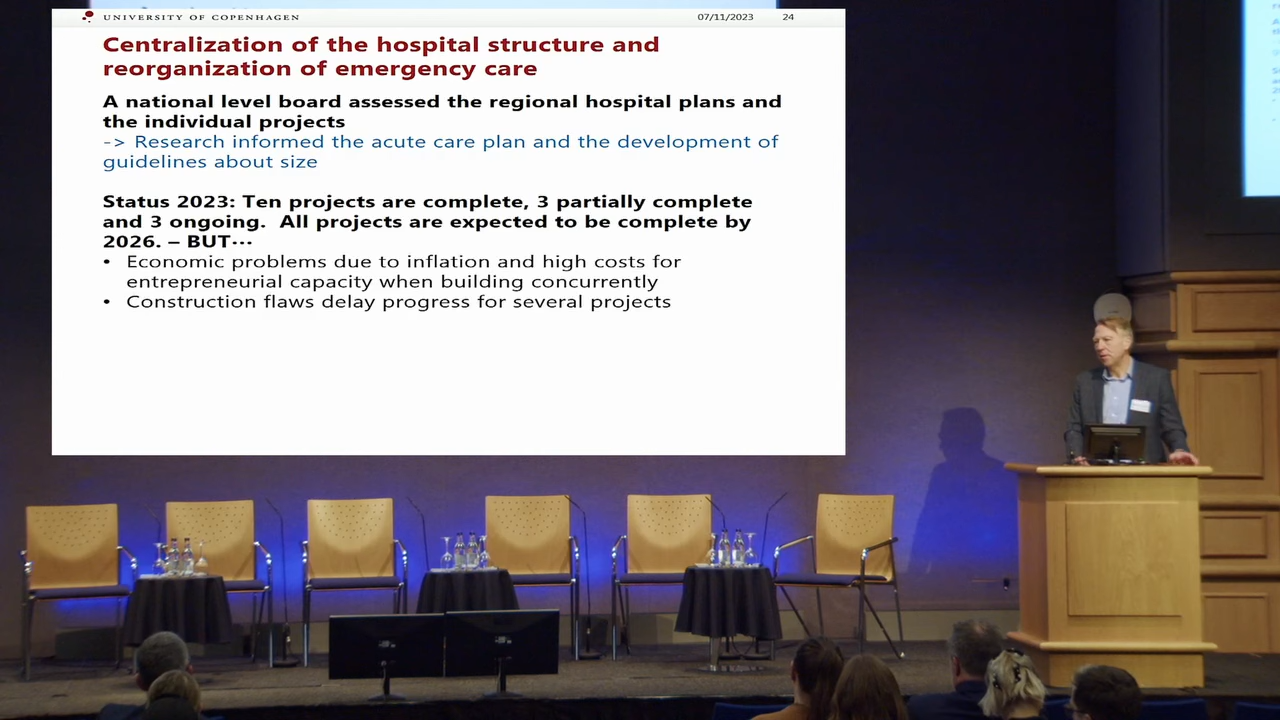 UNIVERSITY OF COPENHAGEN
07/11/2023 24
Centralization of the hospital structure and
reorganization of emergency care
A national level board assessed the regional hospital plans and
the individual projects
-> Research informed the acute care plan and the development of
guidelines about size
Status 2023: Ten projects are complete, 3 partially complete
and 3 ongoing.  All projects are expected to be complete by
2026. – BUT···
• Economic problems due to inflation and high costs for
entrepreneurial capacity when building concurrently
• Construction flaws delay progress for several projects